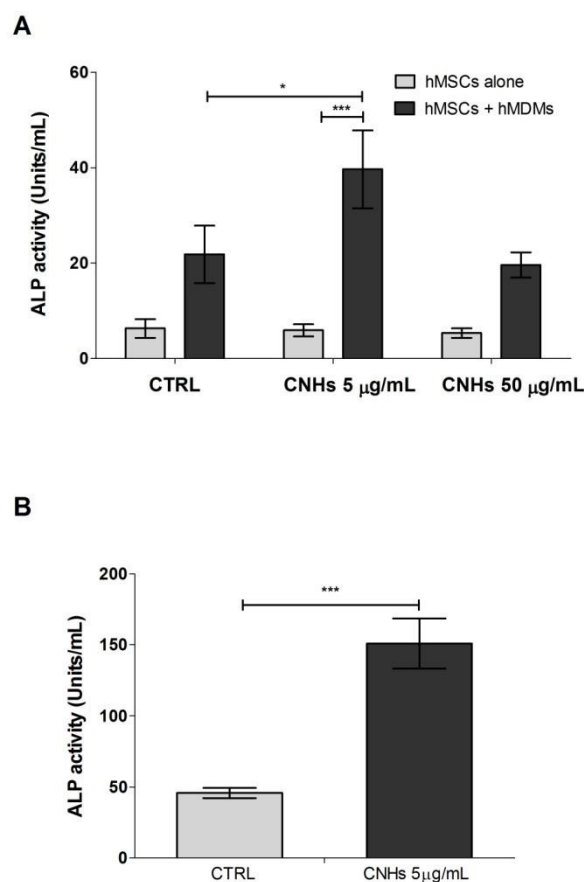 A
60
40
20
0
ALP activity (Units/mL)
*
***
hMSCs alone
hMSCs + hMDMs
CTRL
CNHs 5 μg/mL
CNHs 50 μg/mL
B
200
150
100
50
0
ALP activity (Units/mL)
***
CTRL
CNHs 5μg/mL